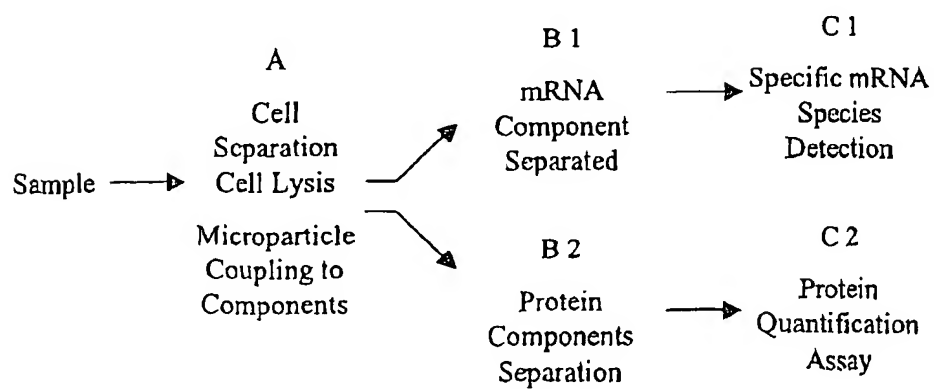 Sample
A
Cell
Separation
Cell Lysis
Microparticle
Coupling to
Components
B 1
mRNA
Component
Separated
C 1
Specific mRNA
Species
Detection
B 2
Protein
Components
Separation
C 2
Protein
Quantification
Assay